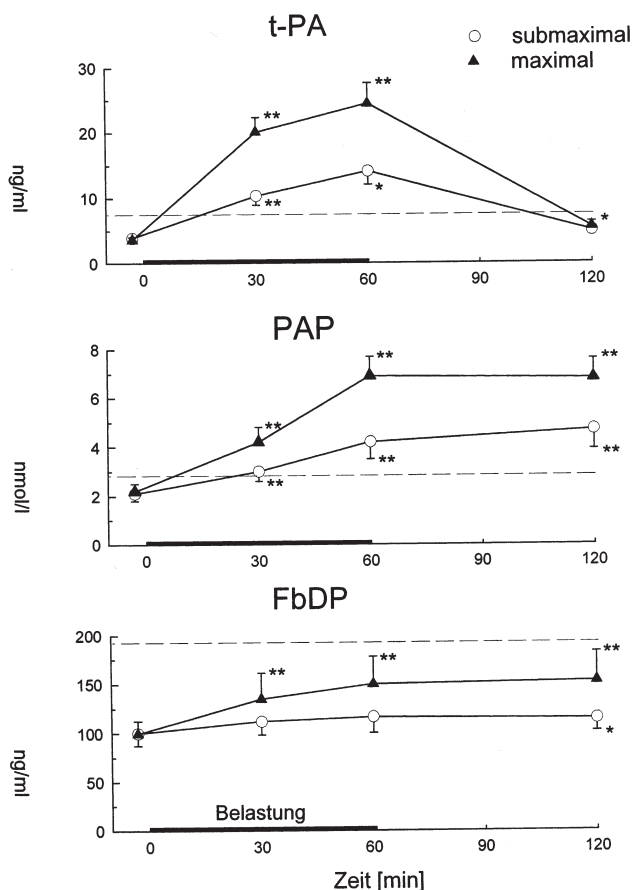 t-PA
submaximal
maximal
30
20
10
0
ng/ml
** ** **
* *
0 30 60 90 120
PAP
8
6
4
2
0
nmol/l
** ** **
** ** **
0 30 60 90 120
FbDP
200
150
100
50
0
ng/ml
** ** **
*
Belastung
0 30 60 90 120
Zeit [min]